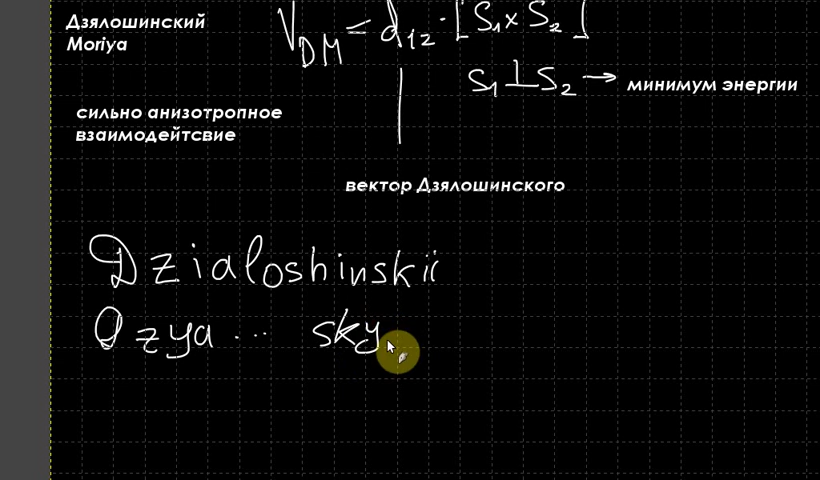 Дзялошинский
Moriya
V_DM = d_12 · [S_1 × S_2]
S_1 ⊥ S_2 → минимум энергии
сильно анизотропное
взаимодейтсвие
вектор Дзялошинского
Dzialoshinskii
Dzya ... sky